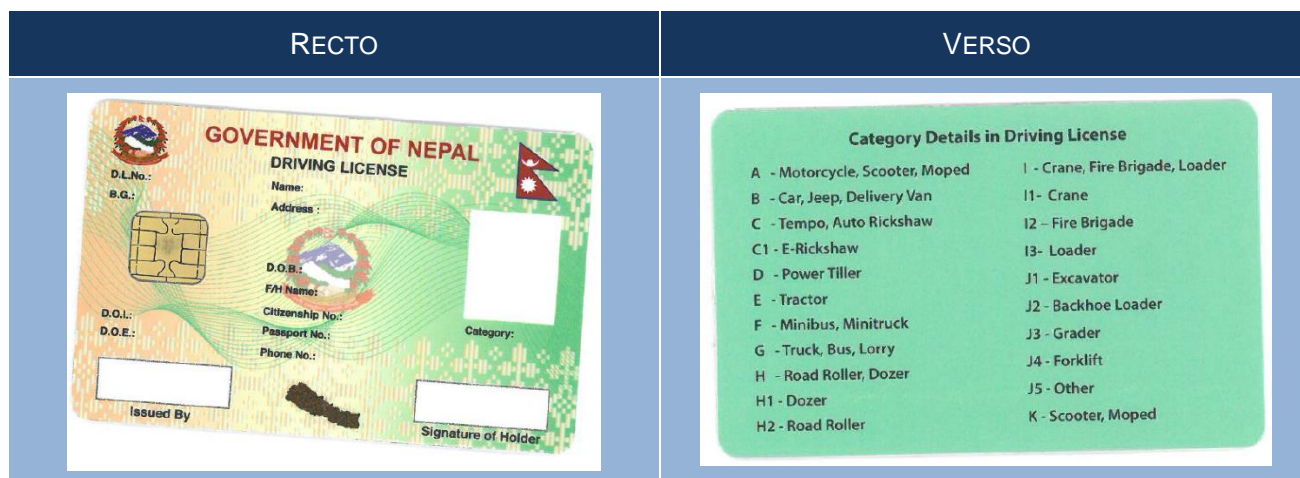 RECTO
VERSO
GOVERNMENT OF NEPAL
DRIVING LICENSE
D.L.No.:
B.G.:
Name:
Address :
D.O.B.:
F/H Name:
Citizenship No.:
Passport No.:
Phone No.:
D.O.I.:
D.O.E.:
Category:
Issued By
Signature of Holder
Category Details in Driving License
A - Motorcycle, Scooter, Moped
B - Car, Jeep, Delivery Van
C - Tempo, Auto Rickshaw
C1 - E-Rickshaw
D - Power Tiller
E - Tractor
F - Minibus, Minitruck
G - Truck, Bus, Lorry
H - Road Roller, Dozer
H1 - Dozer
H2 - Road Roller
I - Crane, Fire Brigade, Loader
I1- Crane
I2 – Fire Brigade
I3- Loader
J1 - Excavator
J2 - Backhoe Loader
J3 - Grader
J4 - Forklift
J5 - Other
K - Scooter, Moped